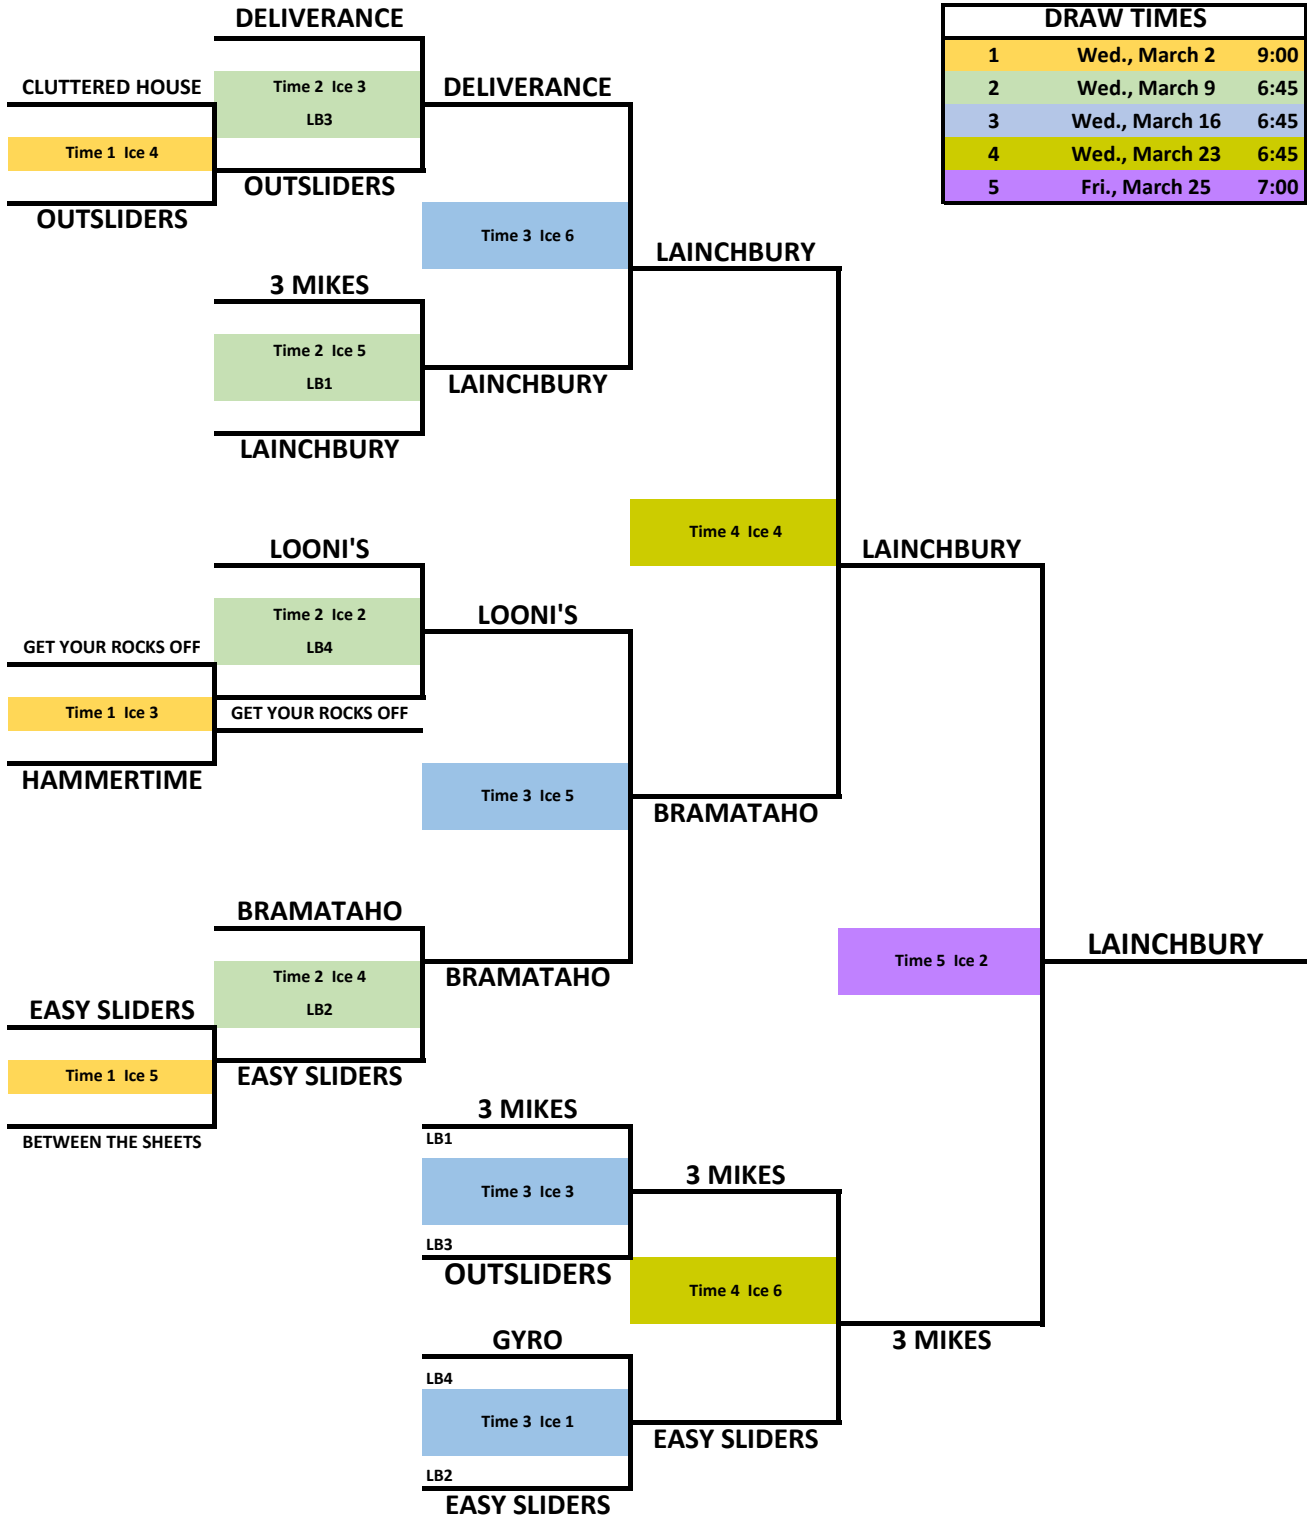 DELIVERANCE
DRAW TIMES
1 Wed., March 2 9:00
2 Wed., March 9 6:45
3 Wed., March 16 6:45
4 Wed., March 23 6:45
5 Fri., March 25 7:00
CLUTTERED HOUSE
Time 2 Ice 3
LB3
DELIVERANCE
Time 1 Ice 4
OUTSLIDERS
OUTSLIDERS
Time 3 Ice 6
LAINCHBURY
3 MIKES
Time 2 Ice 5
LB1
LAINCHBURY
LAINCHBURY
Time 4 Ice 4
LOONI'S
LAINCHBURY
Time 2 Ice 2
LB4
LOONI'S
GET YOUR ROCKS OFF
Time 1 Ice 3
GET YOUR ROCKS OFF
HAMMERTIME
Time 3 Ice 5
BRAMATAHO
BRAMATAHO
Time 2 Ice 4
LB2
BRAMATAHO
Time 5 Ice 2
LAINCHBURY
EASY SLIDERS
Time 1 Ice 5
EASY SLIDERS
BETWEEN THE SHEETS
3 MIKES
LB1
Time 3 Ice 3
3 MIKES
LB3
OUTSLIDERS
Time 4 Ice 6
GYRO
3 MIKES
LB4
Time 3 Ice 1
EASY SLIDERS
LB2
EASY SLIDERS